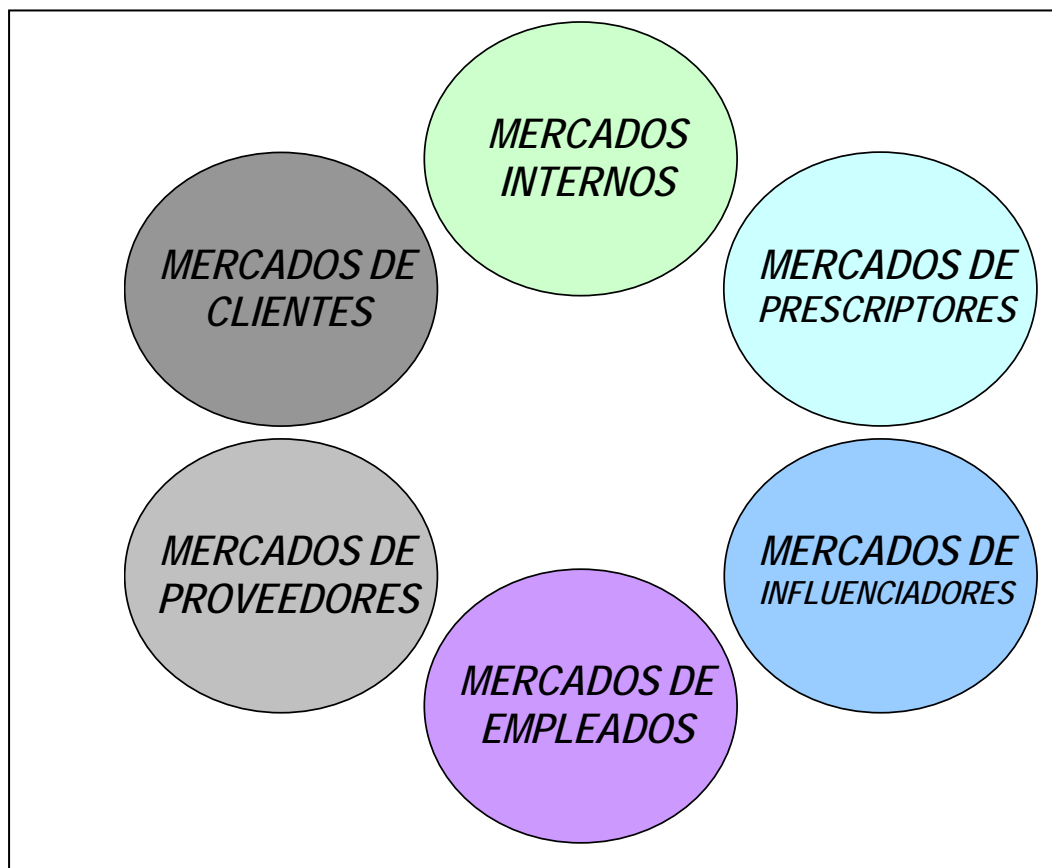 MERCADOS
INTERNOS
MERCADOS DE
CLIENTES
MERCADOS DE
PRESCRIPTORES
MERCADOS DE
PROVEEDORES
MERCADOS DE
INFLUENCIADORES
MERCADOS DE
EMPLEADOS